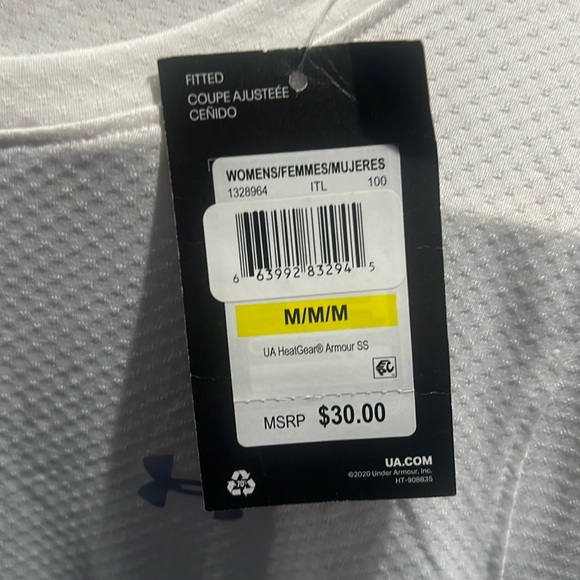 FITTED
COUPE AJUSTEÉE
CEÑIDO
WOMENS/FEMMES/MUJERES
1328964 ITL 100
6 63992 83294 5
M/M/M
UA HeatGear® Armour SS
MSRP $30.00
70%
UA.COM
©2020 Under Armour, Inc.
HT-908835